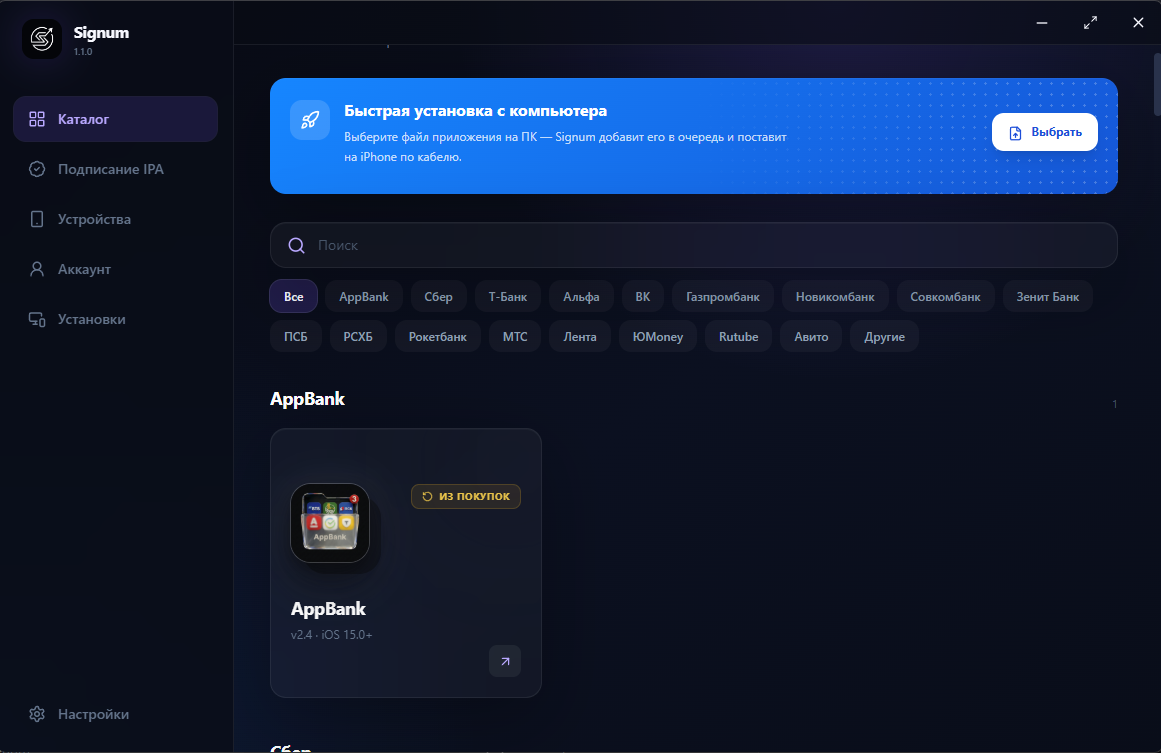 Signum
1.1.0
Каталог
Подписание IPA
Устройства
Аккаунт
Установки
Настройки
Быстрая установка с компьютера
Выберите файл приложения на ПК — Signum добавит его в очередь и поставит
на iPhone по кабелю.
Выбрать
Поиск
Все AppBank Сбер Т-Банк Альфа ВК Газпромбанк Новикомбанк Совкомбанк Зенит Банк
ПСБ РСХБ Рокетбанк МТС Лента ЮMoney Rutube Авито Другие
AppBank
1
ИЗ ПОКУПОК
3
AppBank
AppBank
v2.4 · iOS 15.0+
Сбер